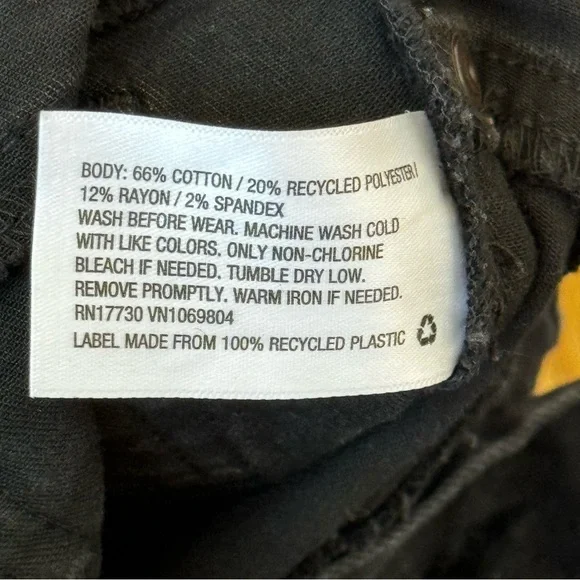 BODY: 66% COTTON / 20% RECYCLED POLYESTER /
12% RAYON / 2% SPANDEX
WASH BEFORE WEAR. MACHINE WASH COLD
WITH LIKE COLORS. ONLY NON-CHLORINE
BLEACH IF NEEDED. TUMBLE DRY LOW.
REMOVE PROMPTLY. WARM IRON IF NEEDED.
RN17730 VN1069804
LABEL MADE FROM 100% RECYCLED PLASTIC